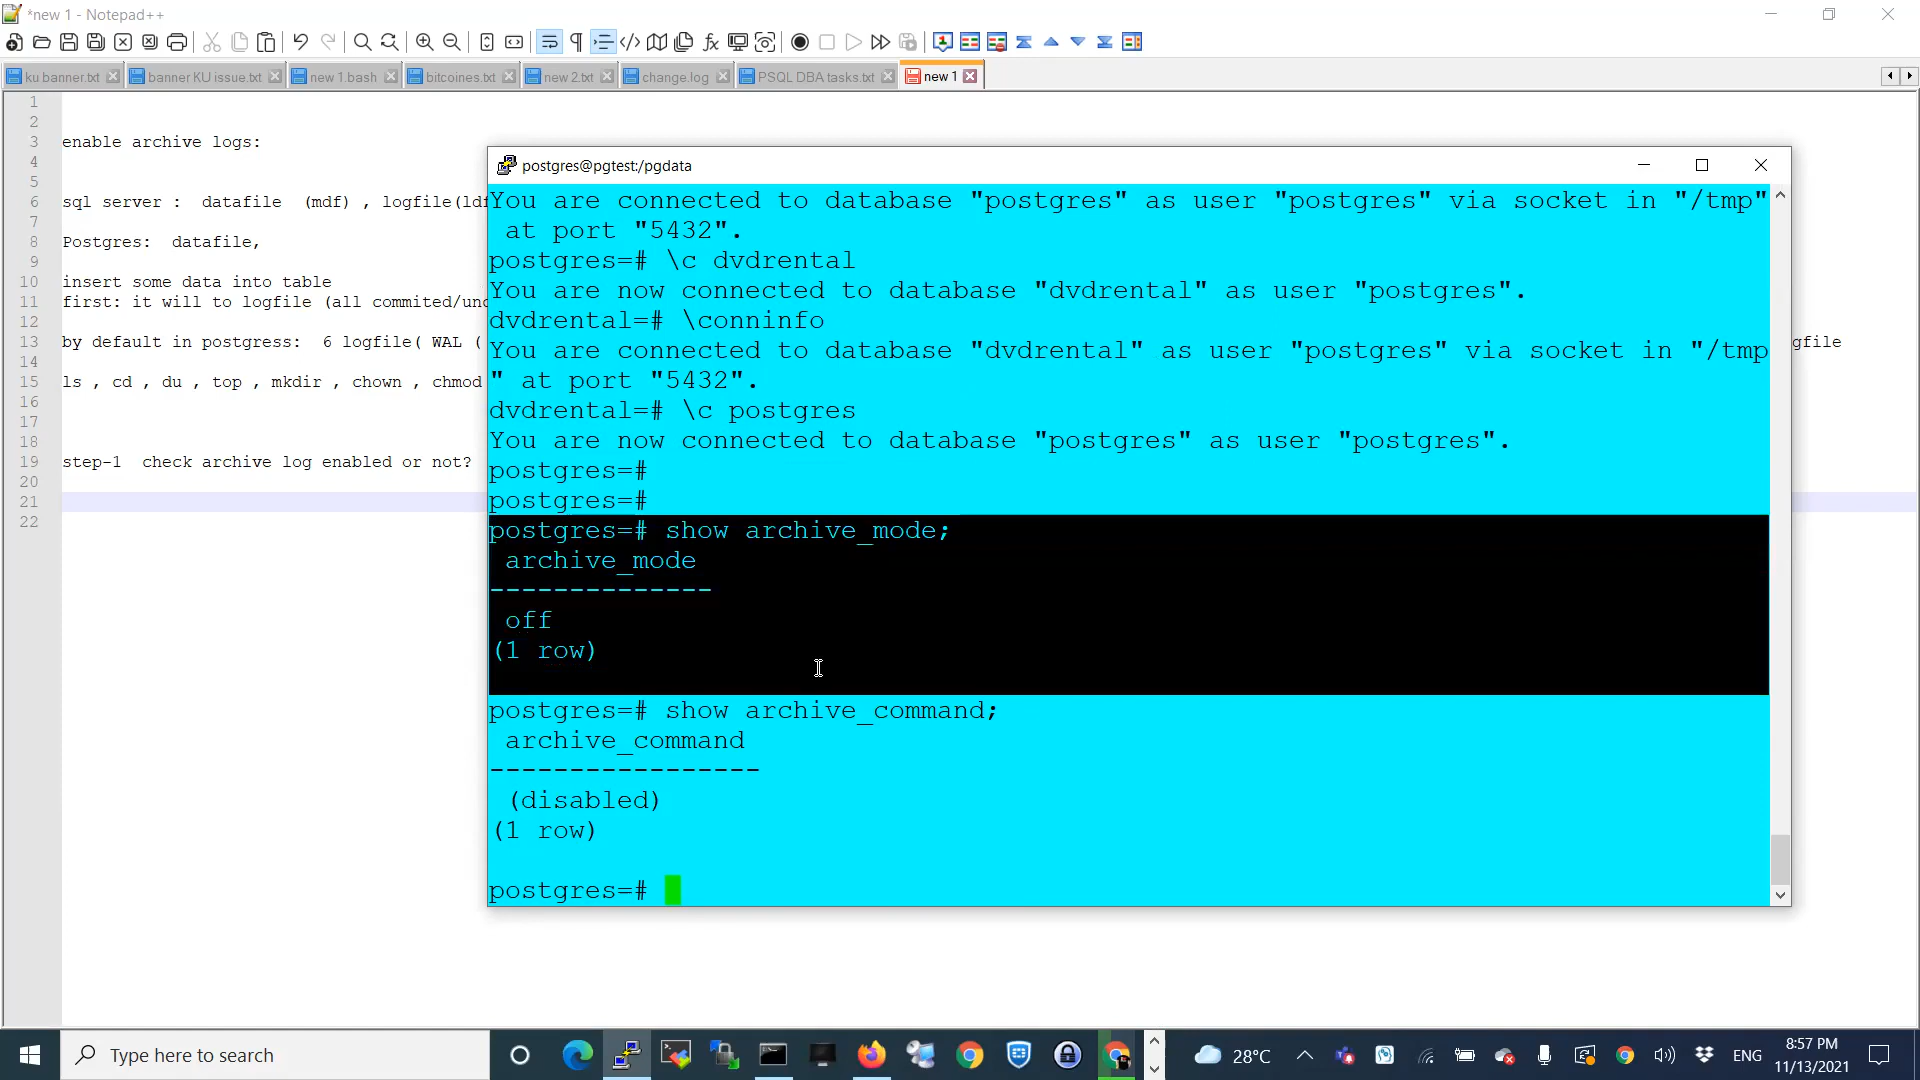 *new 1 - Notepad++
ku banner.txt
banner KU issue.txt
new 1.bash
bitcoines.txt
new 2.txt
change.log
PSQL DBA tasks.txt
new 1
1
2
3 enable archive logs:
4
5
6 sql server :  datafile  (mdf) , logfile(ldf
7
8 Postgres:  datafile,
9
10 insert some data into table
11 first: it will to logfile (all commited/unc
12
13 by default in postgress:  6 logfile( WAL (
gfile
14
15 ls , cd , du , top , mkdir , chown , chmod
16
17
18
19 step-1  check archive log enabled or not?
20
21
22
postgres@pgtest:/pgdata
You are connected to database "postgres" as user "postgres" via socket in "/tmp"
at port "5432".
postgres=# \c dvdrental
You are now connected to database "dvdrental" as user "postgres".
dvdrental=# \conninfo
You are connected to database "dvdrental" as user "postgres" via socket in "/tmp
" at port "5432".
dvdrental=# \c postgres
You are now connected to database "postgres" as user "postgres".
postgres=#
postgres=#
postgres=# show archive_mode;
archive_mode
--------------
off
(1 row)
postgres=# show archive_command;
archive_command
-----------------
(disabled)
(1 row)
postgres=#
Type here to search
28°C
ENG
8:57 PM
11/13/2021